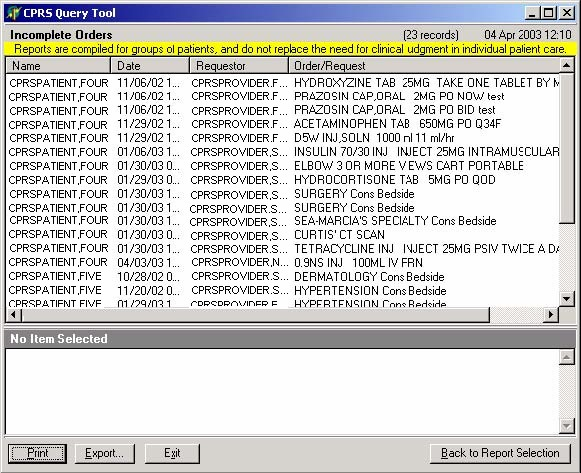 CPRS Query Tool
Incomplete Orders (23 records) 04 Apr 2003 12:10
Reports are compiled for groups of patients, and do not replace the need for clinical udgment in individual patient care.
Name Date Requestor Order/Request
CPRSPATIENT,FOUR 11/06/02 1... CPRSPROVIDER.F... HYDROXYZINE TAB 25MG TAKE ONE TABLET BY M
CPRSPATIENT,FOUR 11/06/02 1... CPRSPROVIDER,F... PRAZOSIN CAP,ORAL 2MG PO NOW test
CPRSPATIENT,FOUR 11/06/02 1... CPRSPROVIDER,F... PRAZOSIN CAP,ORAL 2MG PO BID test
CPRSPATIENT,FOUR 11/29/02 1... CPRSPROVIDER,F... ACETAMINOPHEN TAB 650MG PO Q34F
CPRSPATIENT,FOUR 11/29/02 1... CPRSPROVIDER,F... D5W INJ,SOLN 1000 ml 11 ml/hr
CPRSPATIENT,FOUR 01/06/03 1... CPRSPROVIDER,S... INSULIN 70/30 INJ INJECT 25MG INTRAMUSCULAR
CPRSPATIENT,FOUR 01/30/03 0... CPRSPROVIDER,S... ELBOW 3 OR MORE VIEWS CART PORTABLE
CPRSPATIENT,FOUR 01/30/03 0... CPRSPROVIDER,S... HYDROCORTISONE TAB 5MG PO QOD
CPRSPATIENT,FOUR 01/30/03 0... CPRSPROVIDER,S... SURGERY Cons Bedside
CPRSPATIENT,FOUR 01/30/03 0... CPRSPROVIDER,S... SURGERY Cons Bedside
CPRSPATIENT,FOUR 01/30/03 1... CPRSPROVIDER,S... SEA-MARCIA'S SPECIALTY Cons Bedside
CPRSPATIENT,FOUR 01/30/03 0... CPRSPROVIDER,S... CURTIS' CT SCAN
CPRSPATIENT,FOUR 01/30/03 1... CPRSPROVIDER,S... TETRACYCLINE INJ INJECT 25MG PSIV TWICE A DA
CPRSPATIENT,FOUR 04/03/03 1... CPRSPROVIDER,N... 0.9NS INJ 100ML IV FRN
CPRSPATIENT,FIVE 10/28/02 0... CPRSPROVIDER,S... DERMATOLOGY Cons Bedside
CPRSPATIENT,FIVE 11/20/02 0... CPRSPROVIDER,S... HYPERTENSION Cons Bedside
CPRSPATIENT,FIVE 01/29/03 1... CPRSPROVIDER,F... HYPERTENSION Cons Bedside
No Item Selected
Print Export... Exit Back to Report Selection